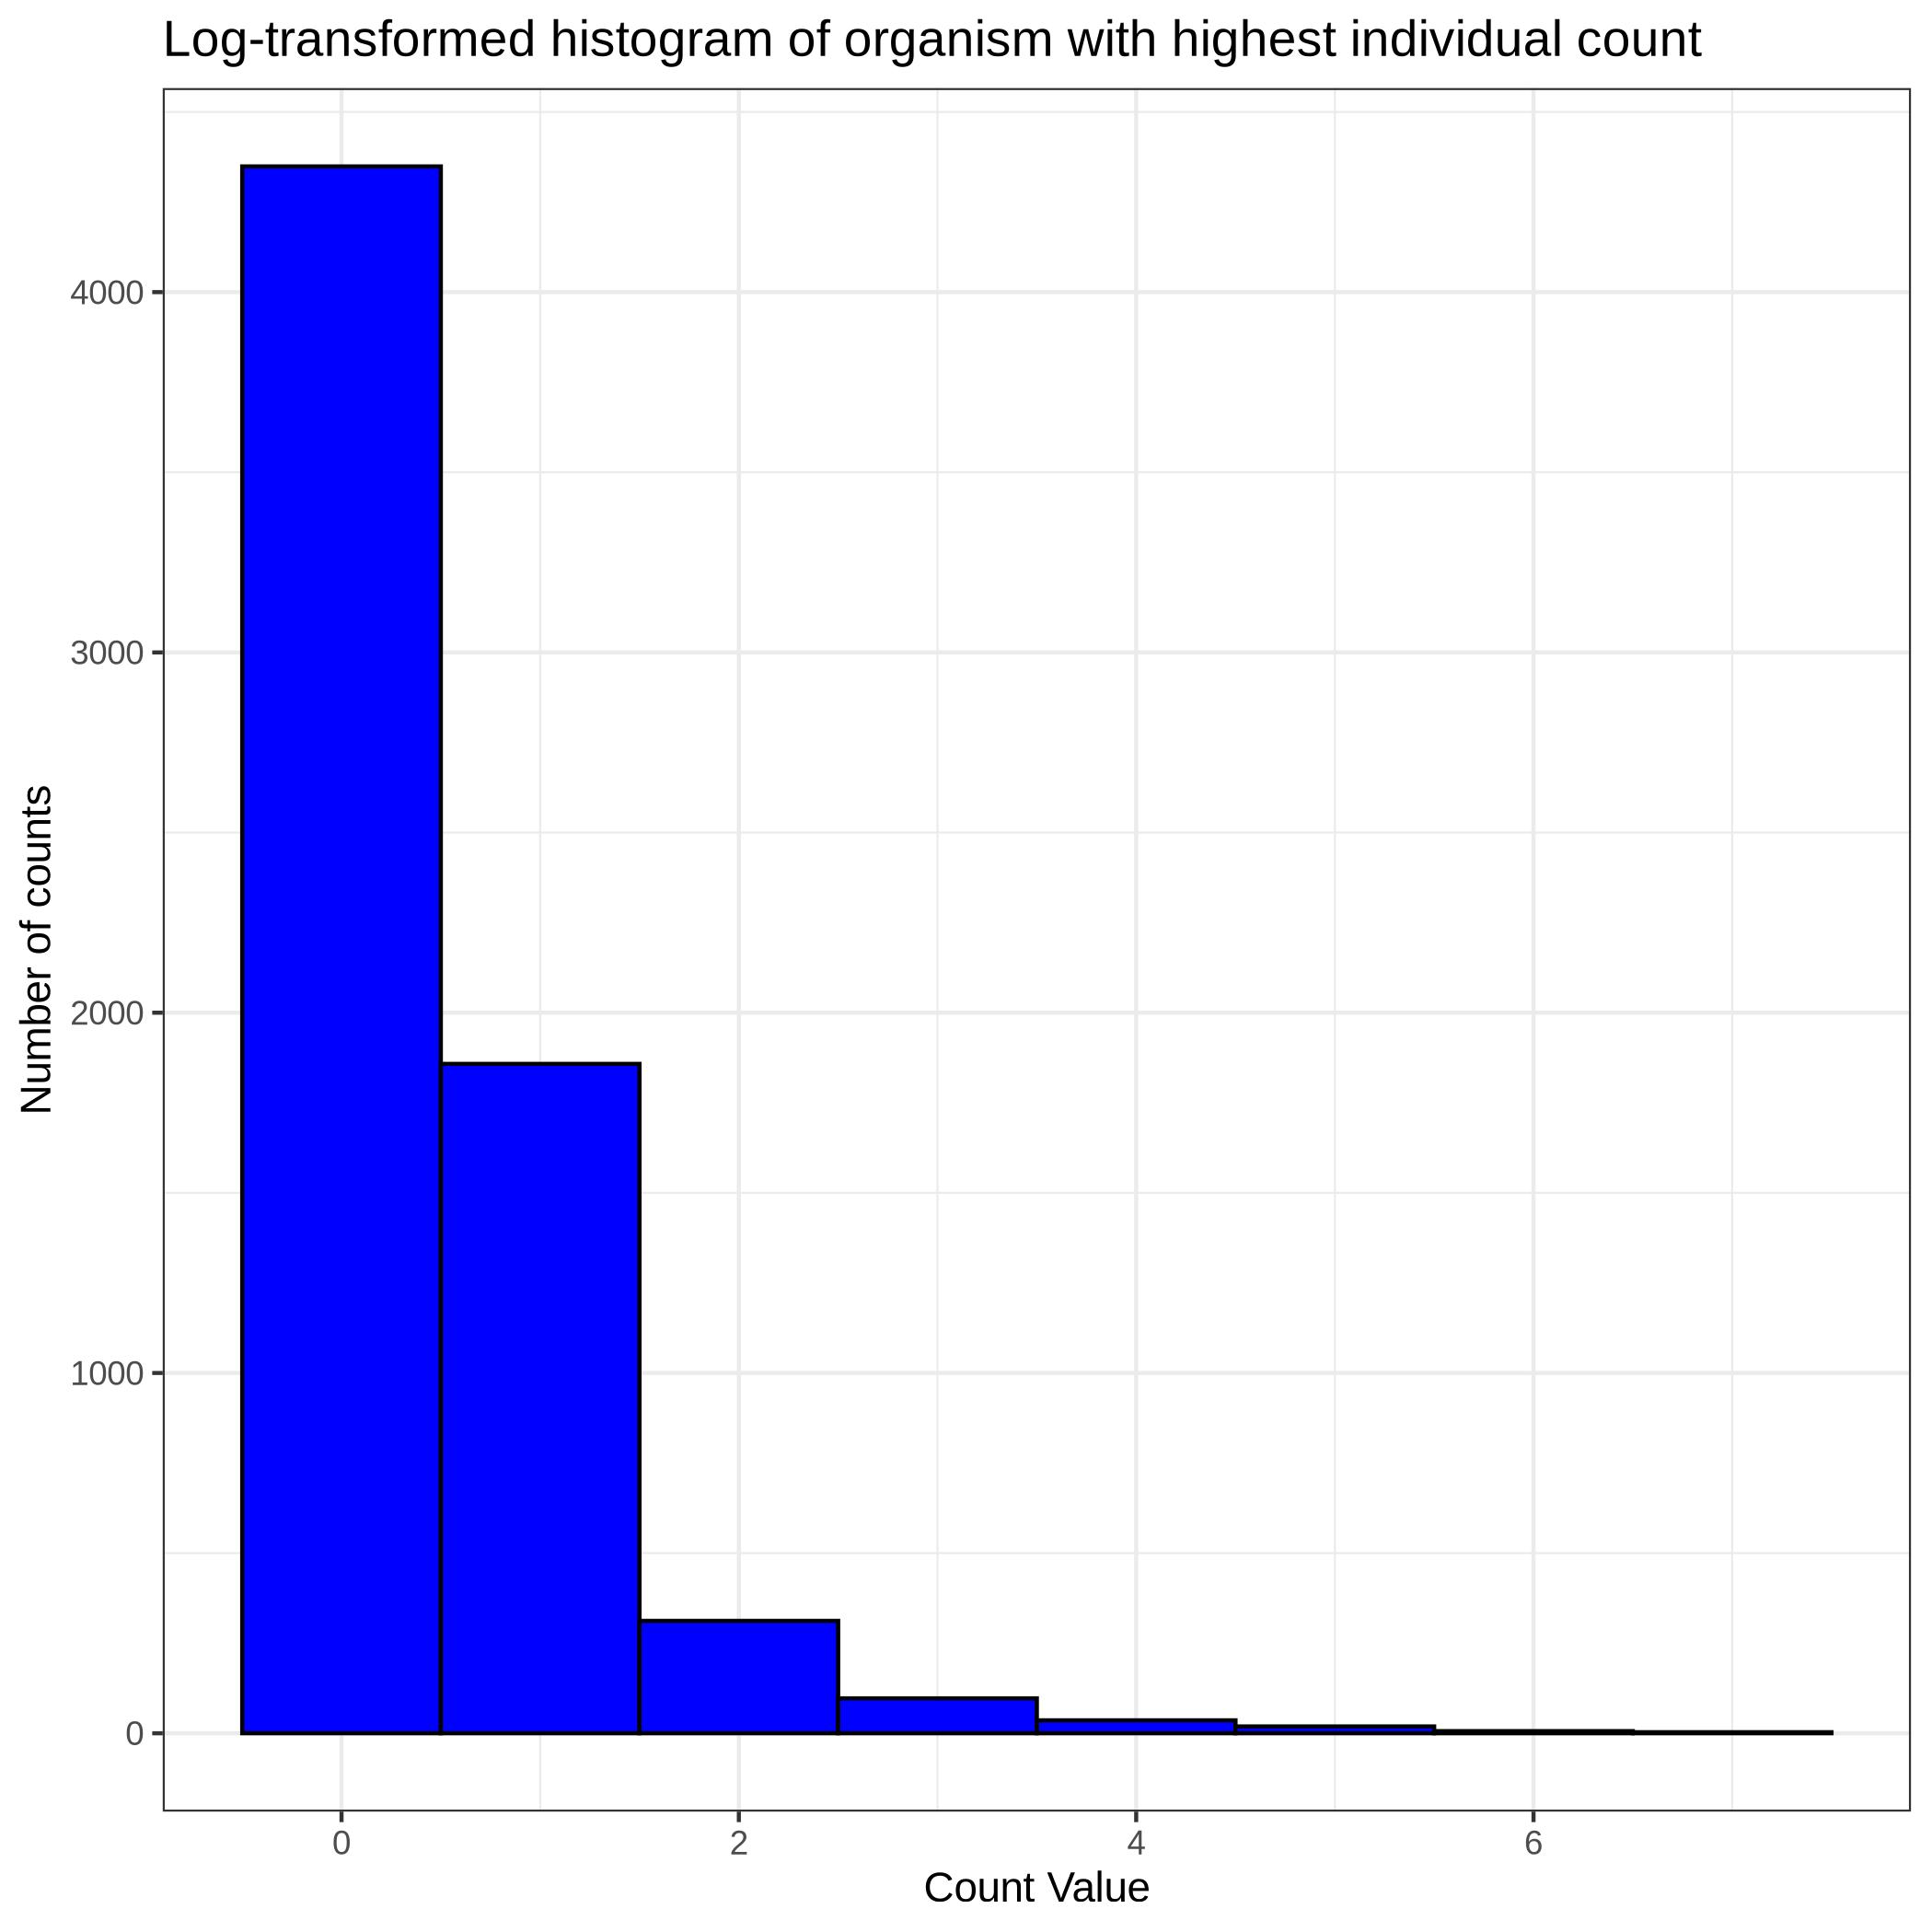 Log-transformed histogram of organism with highest individual count
Number of counts
4000
3000
2000
1000
0
0 2 4 6
Count Value